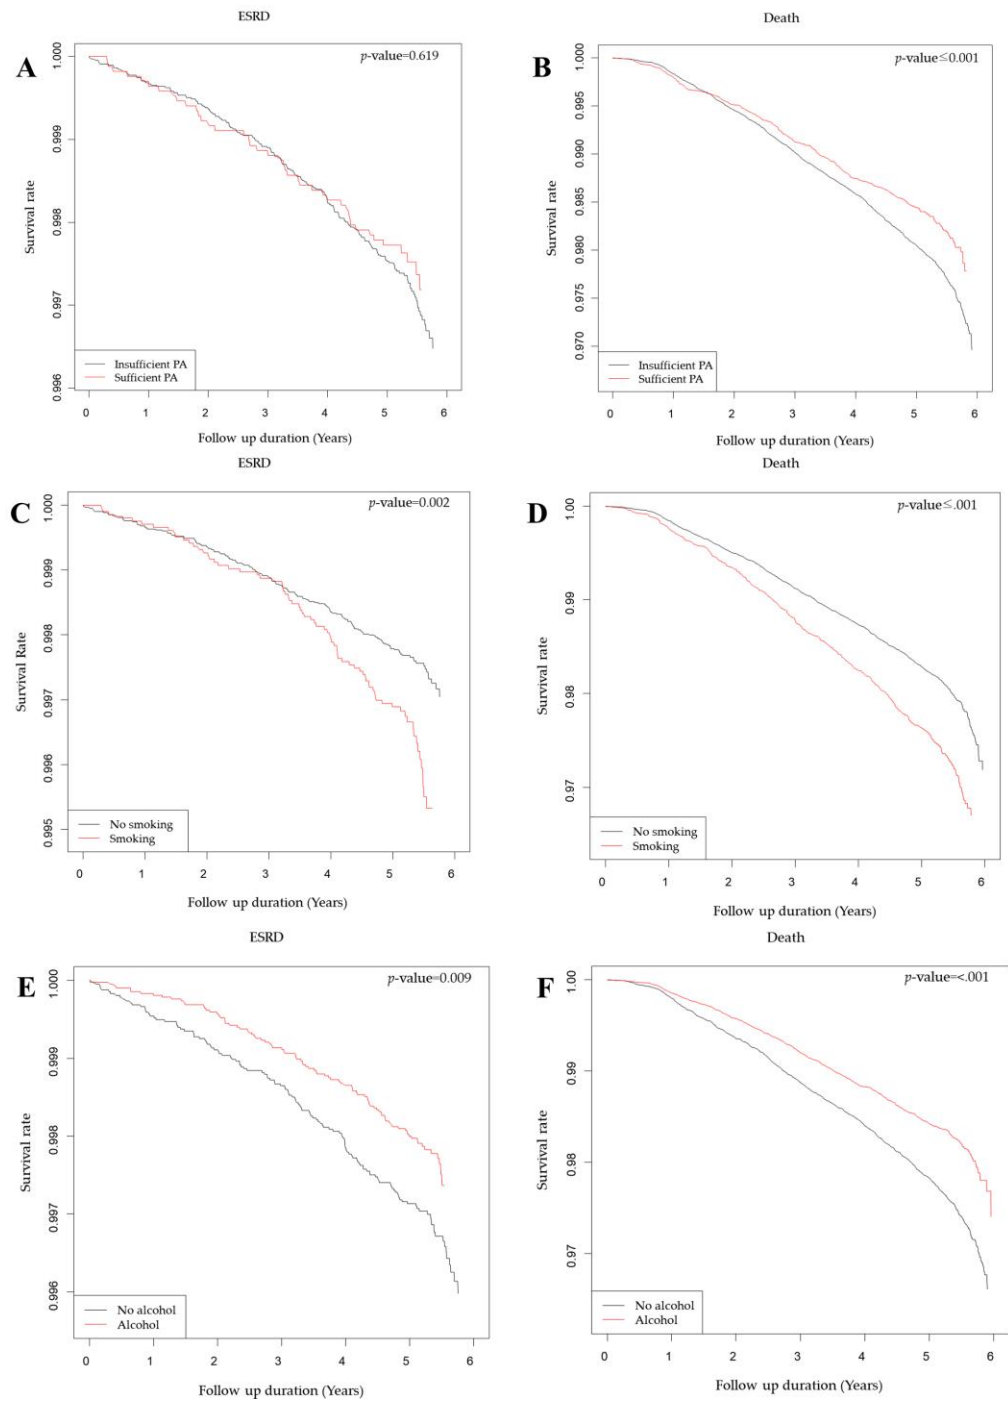 ESRD
A
p-value=0.619
Survival rate
1.000
0.999
0.998
0.997
0.996
Insufficient PA
Sufficient PA
0 1 2 3 4 5 6
Follow up duration (Years)
Death
B
p-value≤0.001
Survival rate
1.000
0.995
0.990
0.985
0.980
0.975
0.970
Insufficient PA
Sufficient PA
0 1 2 3 4 5 6
Follow up duration (Years)
ESRD
C
p-value=0.002
Survival Rate
1.000
0.999
0.998
0.997
0.996
0.995
No smoking
Smoking
0 1 2 3 4 5 6
Follow up duration (Years)
Death
D
p-value≤.001
Survival rate
1.00
0.99
0.98
0.97
No smoking
Smoking
0 1 2 3 4 5 6
Follow up duration (Years)
ESRD
E
p-value=0.009
Survival rate
1.000
0.999
0.998
0.997
0.996
No alcohol
Alcohol
0 1 2 3 4 5 6
Follow up duration (Years)
Death
F
p-value=<.001
Survival rate
1.00
0.99
0.98
0.97
No alcohol
Alcohol
0 1 2 3 4 5 6
Follow up duration (Years)